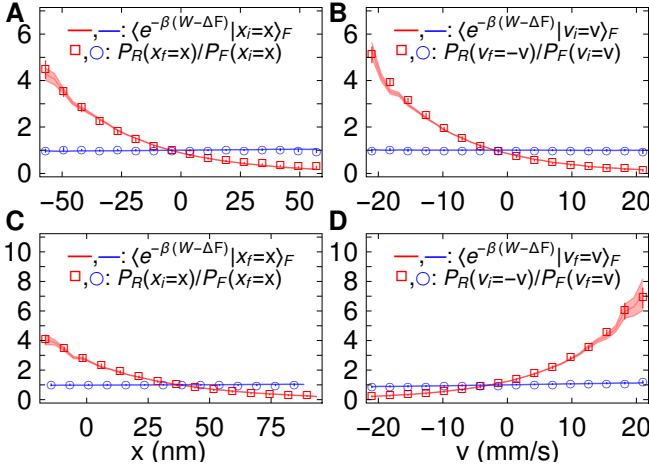 A
—,—: ⟨e^{−β(W−ΔF)}|x_i=x⟩_F
□,○: P_R(x_f=x)/P_F(x_i=x)
6
4
2
0
−50 −25 0 25 50
B
—,—: ⟨e^{−β(W−ΔF)}|v_i=v⟩_F
□,○: P_R(v_f=−v)/P_F(v_i=v)
6
4
2
0
−20 −10 0 10 20
C
—,—: ⟨e^{−β(W−ΔF)}|x_f=x⟩_F
□,○: P_R(x_i=x)/P_F(x_f=x)
10
8
6
4
2
0
0 25 50 75
x (nm)
D
—,—: ⟨e^{−β(W−ΔF)}|v_f=v⟩_F
□,○: P_R(v_i=−v)/P_F(v_f=v)
10
8
6
4
2
0
−20 −10 0 10 20
v (mm/s)